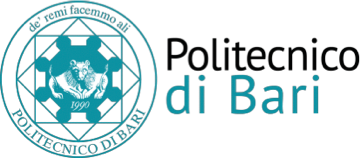 de' remi facemmo ali
1990
POLITECNICO DI BARI
Politecnico
di Bari